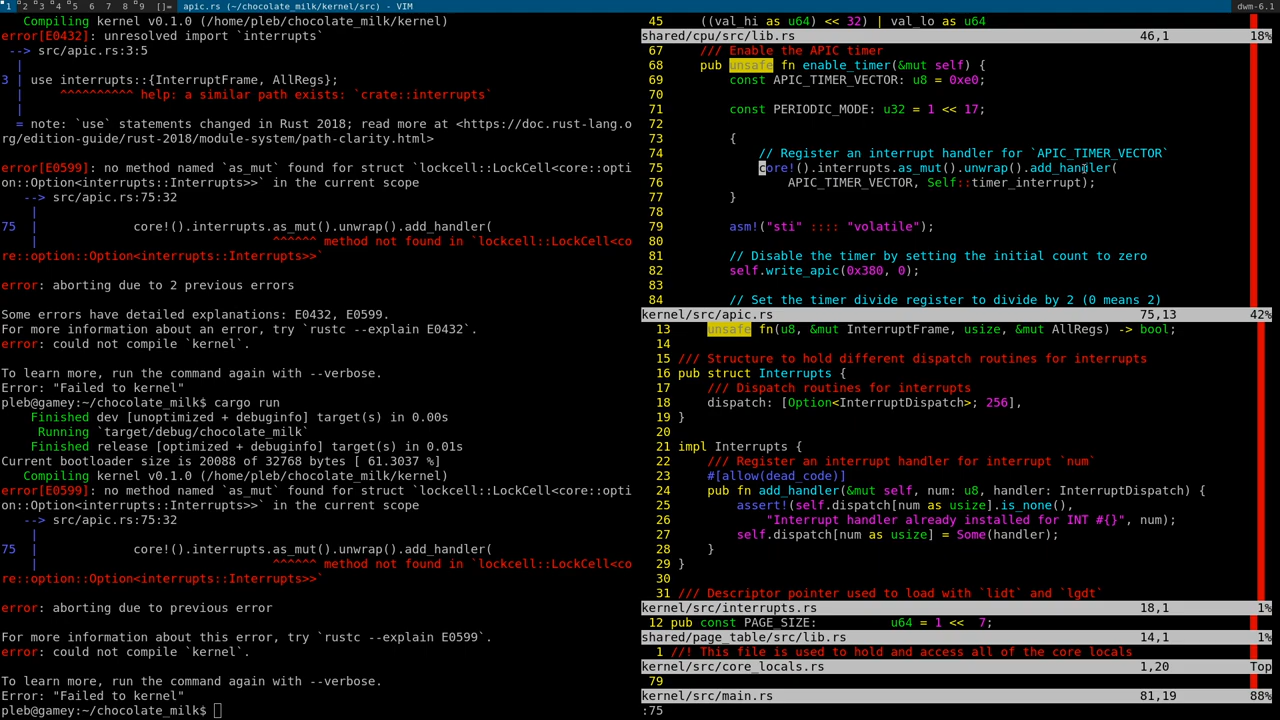 1 2 3 4 5 6 7 8 9 []= apic.rs (~/chocolate_milk/kernel/src) - VIM dwm-6.1
   Compiling kernel v0.1.0 (/home/pleb/chocolate_milk/kernel)
error[E0432]: unresolved import `interrupts`
 --> src/apic.rs:3:5
  |
3 | use interrupts::{InterruptFrame, AllRegs};
  |     ^^^^^^^^^^ help: a similar path exists: `crate::interrupts`
  |
  = note: `use` statements changed in Rust 2018; read more at <https://doc.rust-lang.o
rg/edition-guide/rust-2018/module-system/path-clarity.html>
error[E0599]: no method named `as_mut` found for struct `lockcell::LockCell<core::opti
on::Option<interrupts::Interrupts>>` in the current scope
  --> src/apic.rs:75:32
   |
75 |         core!().interrupts.as_mut().unwrap().add_handler(
   |                            ^^^^^^ method not found in `lockcell::LockCell<co
re::option::Option<interrupts::Interrupts>>`
error: aborting due to 2 previous errors
Some errors have detailed explanations: E0432, E0599.
For more information about an error, try `rustc --explain E0432`.
error: could not compile `kernel`.
To learn more, run the command again with --verbose.
Error: "Failed to kernel"
pleb@gamey:~/chocolate_milk$ cargo run
    Finished dev [unoptimized + debuginfo] target(s) in 0.00s
     Running `target/debug/chocolate_milk`
    Finished release [optimized + debuginfo] target(s) in 0.01s
Current bootloader size is 20088 of 32768 bytes [ 61.3037 %]
   Compiling kernel v0.1.0 (/home/pleb/chocolate_milk/kernel)
error[E0599]: no method named `as_mut` found for struct `lockcell::LockCell<core::opti
on::Option<interrupts::Interrupts>>` in the current scope
  --> src/apic.rs:75:32
   |
75 |         core!().interrupts.as_mut().unwrap().add_handler(
   |                            ^^^^^^ method not found in `lockcell::LockCell<co
re::option::Option<interrupts::Interrupts>>`
error: aborting due to previous error
For more information about this error, try `rustc --explain E0599`.
error: could not compile `kernel`.
To learn more, run the command again with --verbose.
Error: "Failed to kernel"
pleb@gamey:~/chocolate_milk$
45     ((val_hi as u64) << 32) | val_lo as u64
shared/cpu/src/lib.rs 46,1 18%
67     /// Enable the APIC timer
68     pub unsafe fn enable_timer(&mut self) {
69         const APIC_TIMER_VECTOR: u8 = 0xe0;
70
71         const PERIODIC_MODE: u32 = 1 << 17;
72
73         {
74             // Register an interrupt handler for `APIC_TIMER_VECTOR`
75             core!().interrupts.as_mut().unwrap().add_handler(
76                 APIC_TIMER_VECTOR, Self::timer_interrupt);
77         }
78
79         asm!("sti" :::: "volatile");
80
81         // Disable the timer by setting the initial count to zero
82         self.write_apic(0x380, 0);
83
84         // Set the timer divide register to divide by 2 (0 means 2)
kernel/src/apic.rs 75,13 42%
13     unsafe fn(u8, &mut InterruptFrame, usize, &mut AllRegs) -> bool;
14
15 /// Structure to hold different dispatch routines for interrupts
16 pub struct Interrupts {
17     /// Dispatch routines for interrupts
18     dispatch: [Option<InterruptDispatch>; 256],
19 }
20
21 impl Interrupts {
22     /// Register an interrupt handler for interrupt `num`
23     #[allow(dead_code)]
24     pub fn add_handler(&mut self, num: u8, handler: InterruptDispatch) {
25         assert!(self.dispatch[num as usize].is_none(),
26             "Interrupt handler already installed for INT #{}", num);
27         self.dispatch[num as usize] = Some(handler);
28     }
29 }
30
31 /// Descriptor pointer used to load with `lidt` and `lgdt`
kernel/src/interrupts.rs 18,1 1%
12 pub const PAGE_SIZE:          u64 = 1 <<  7;
shared/page_table/src/lib.rs 14,1 1%
1 //! This file is used to hold and access all of the core locals
kernel/src/core_locals.rs 1,20 Top
79
kernel/src/main.rs 81,19 88%
:75